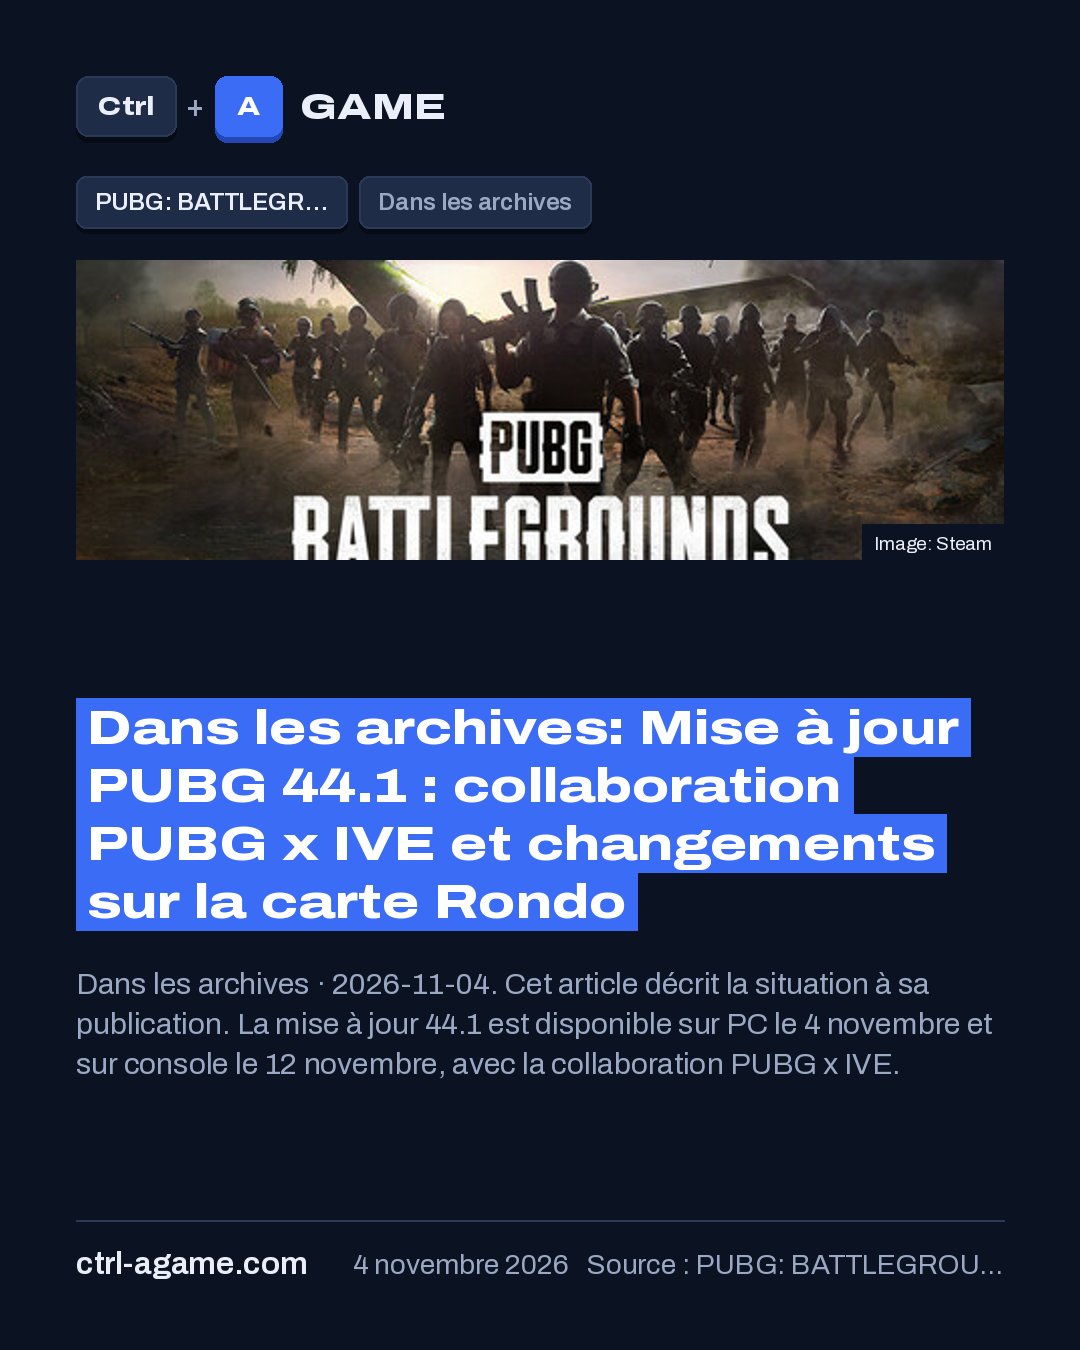 Ctrl + A GAME
PUBG: BATTLEGR... Dans les archives
PUBG
BATTLEGROUNDS
Image: Steam
Dans les archives: Mise à jour
PUBG 44.1 : collaboration
PUBG x IVE et changements
sur la carte Rondo
Dans les archives · 2026-11-04. Cet article décrit la situation à sa
publication. La mise à jour 44.1 est disponible sur PC le 4 novembre et
sur console le 12 novembre, avec la collaboration PUBG x IVE.
ctrl-agame.com 4 novembre 2026 Source : PUBG: BATTLEGROU...